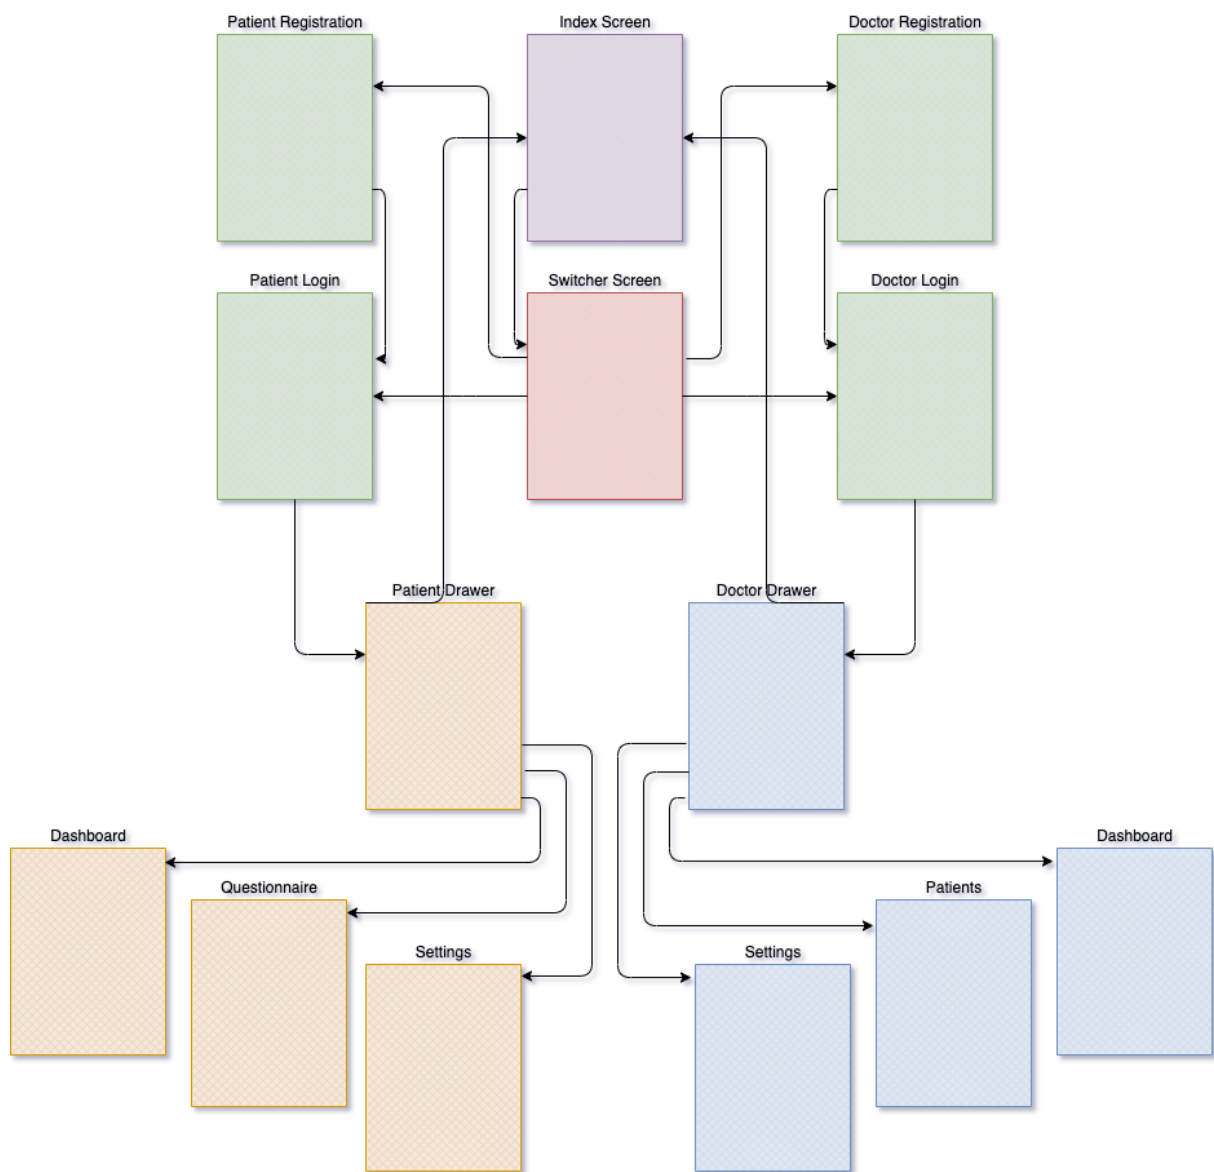 Patient Registration
Index Screen
Doctor Registration
Patient Login
Switcher Screen
Doctor Login
Patient Drawer
Doctor Drawer
Dashboard
Dashboard
Questionnaire
Patients
Settings
Settings